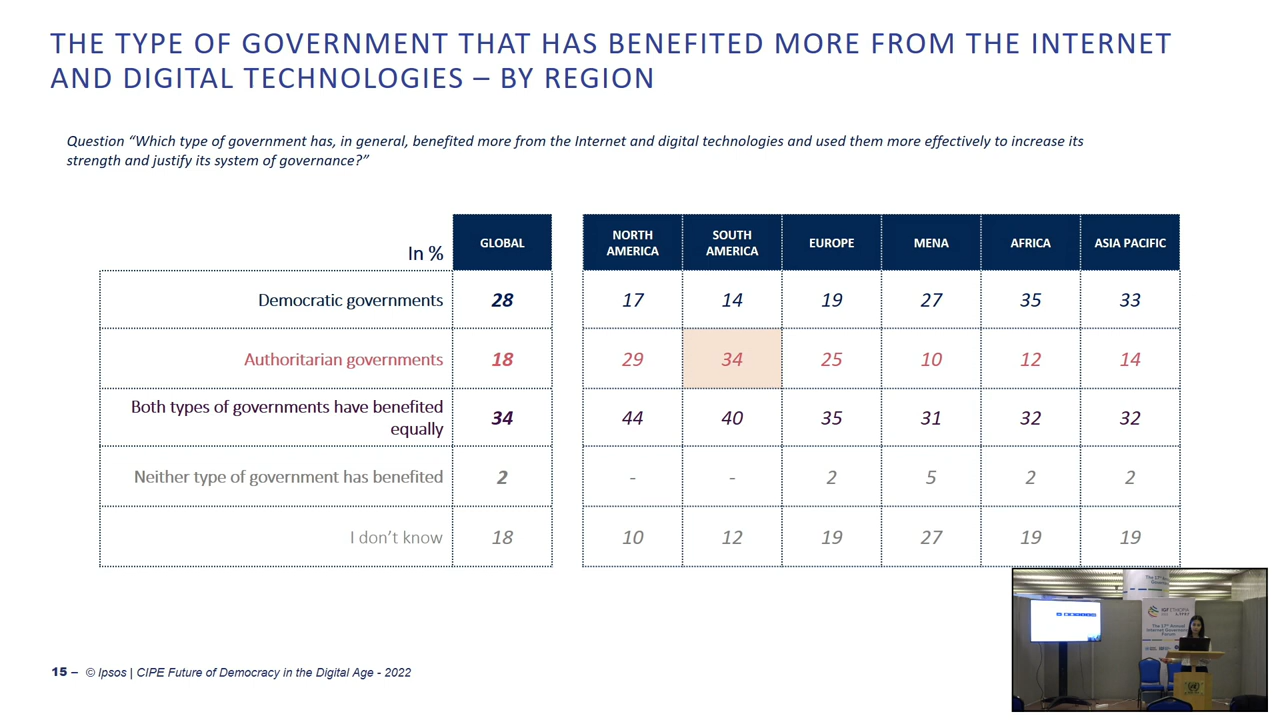 THE TYPE OF GOVERNMENT THAT HAS BENEFITED MORE FROM THE INTERNET
AND DIGITAL TECHNOLOGIES – BY REGION
Question “Which type of government has, in general, benefited more from the Internet and digital technologies and used them more effectively to increase its
strength and justify its system of governance?”
In % GLOBAL NORTH AMERICA SOUTH AMERICA EUROPE MENA AFRICA ASIA PACIFIC
Democratic governments 28 17 14 19 27 35 33
Authoritarian governments 18 29 34 25 10 12 14
Both types of governments have benefited
equally 34 44 40 35 31 32 32
Neither type of government has benefited 2 - - 2 5 2 2
I don’t know 18 10 12 19 27 19 19
The 17th Annual
Internet Governance
Forum
15 – © Ipsos | CIPE Future of Democracy in the Digital Age - 2022